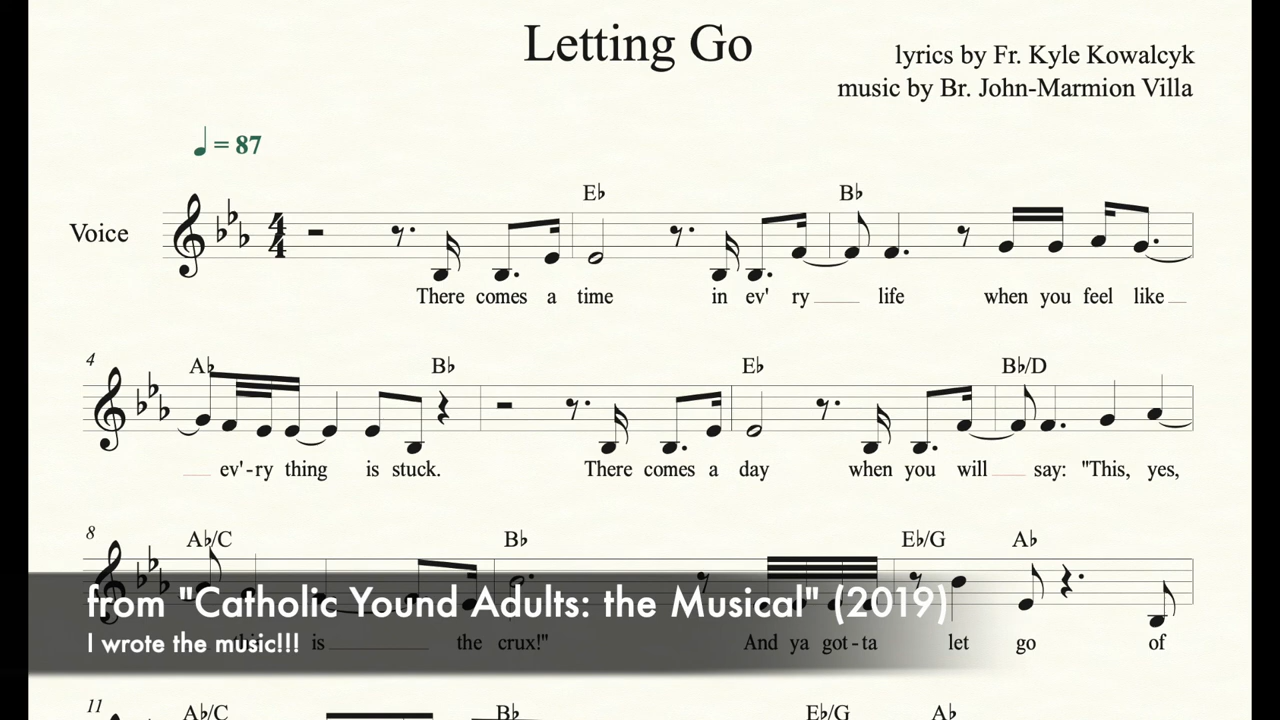 Letting Go
lyrics by Fr. Kyle Kowalcyk
music by Br. John-Marmion Villa
♩ = 87
E♭ B♭
Voice
There comes a time in ev' ry life when you feel like
4
A♭ B♭ E♭ B♭/D
ev'-ry thing is stuck. There comes a day when you will say: "This, yes,
8
A♭/C B♭ E♭/G A♭
from "Catholic Yound Adults: the Musical" (2019)
I wrote the music!!!
this is the crux!" And ya got-ta let go of
11
A♭/C B♭ E♭/G A♭